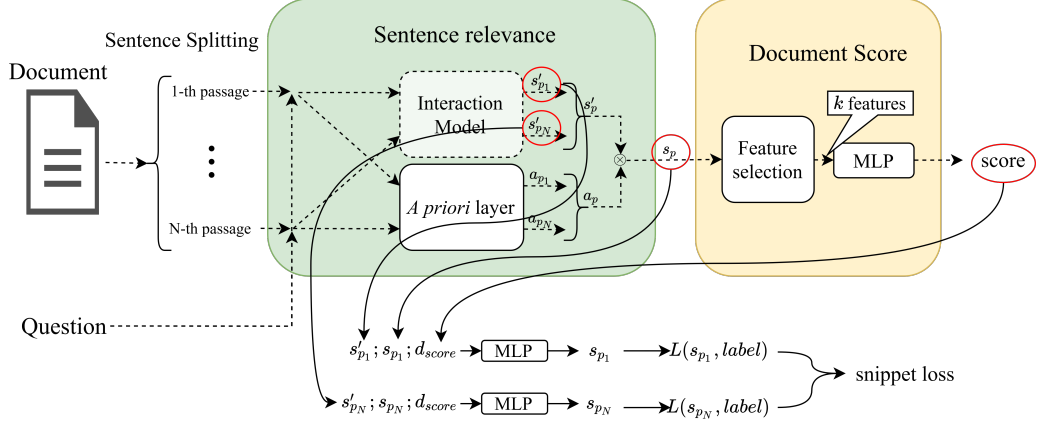 Sentence Splitting
Sentence relevance
Document Score
Document
1-th passage
N-th passage
Question
Interaction
Model
A priori layer
s′p1
s′pN
s′p
ap1
apN
ap
⊗
sp
Feature
selection
k features
MLP
score
s′p1; sp1; dscore
MLP
sp1
L(sp1, label)
s′pN; spN; dscore
MLP
spN
L(spN, label)
snippet loss